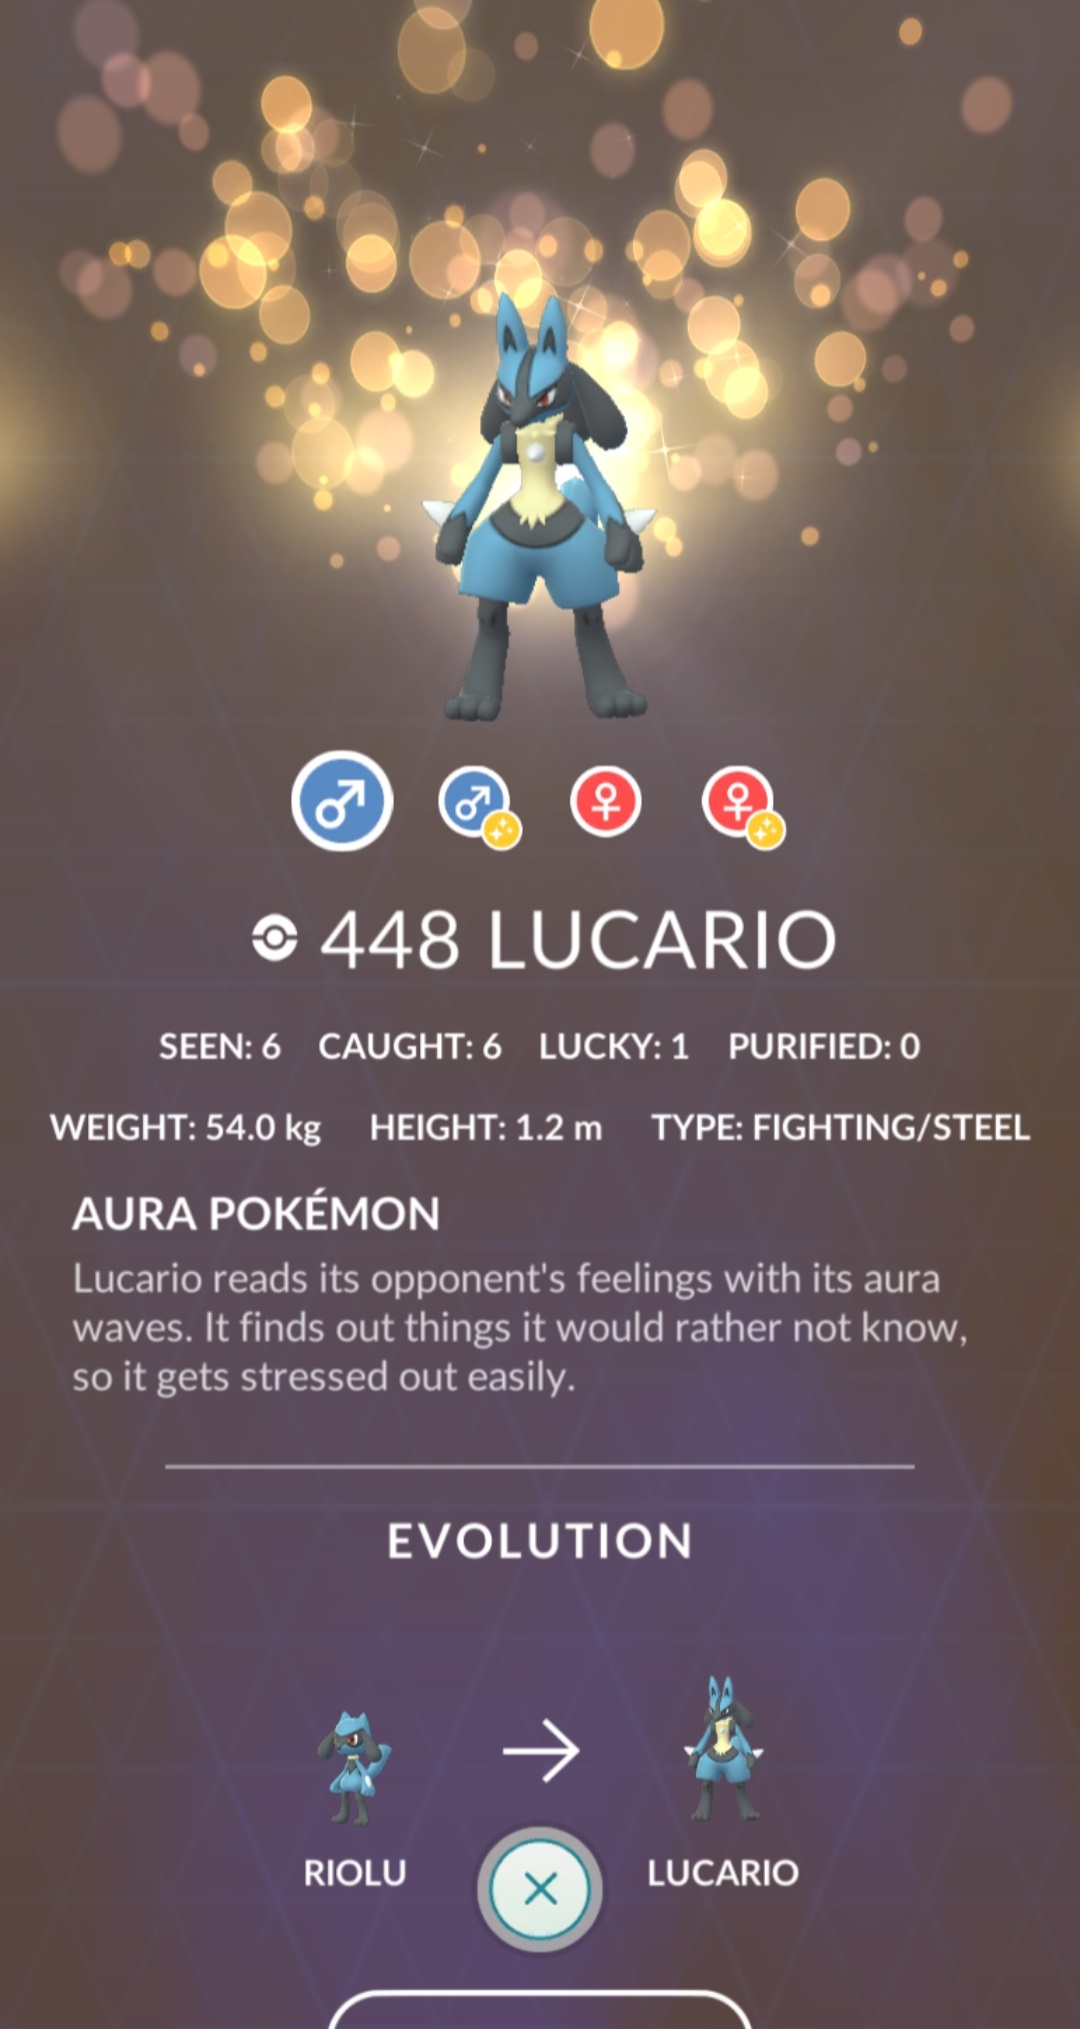 448 LUCARIO
SEEN: 6 CAUGHT: 6 LUCKY: 1 PURIFIED: 0
WEIGHT: 54.0 kg HEIGHT: 1.2 m TYPE: FIGHTING/STEEL
AURA POKÉMON
Lucario reads its opponent's feelings with its aura
waves. It finds out things it would rather not know,
so it gets stressed out easily.
EVOLUTION
RIOLU LUCARIO